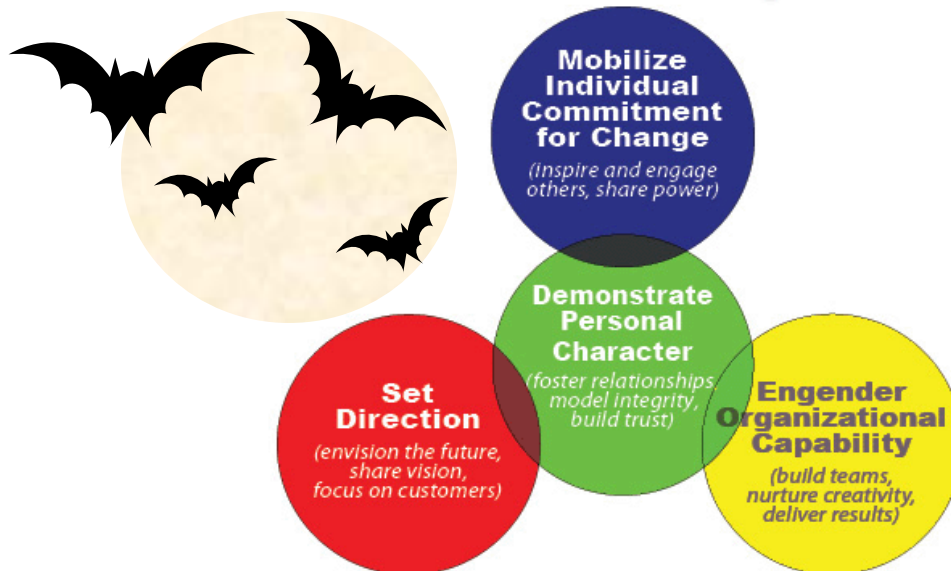 Mobilize
Individual
Commitment
for Change
(inspire and engage
others, share power)
Demonstrate
Personal
Character
(foster relationships,
model integrity,
build trust)
Set
Direction
(envision the future,
share vision,
focus on customers)
Engender
Organizational
Capability
(build teams,
nurture creativity,
deliver results)